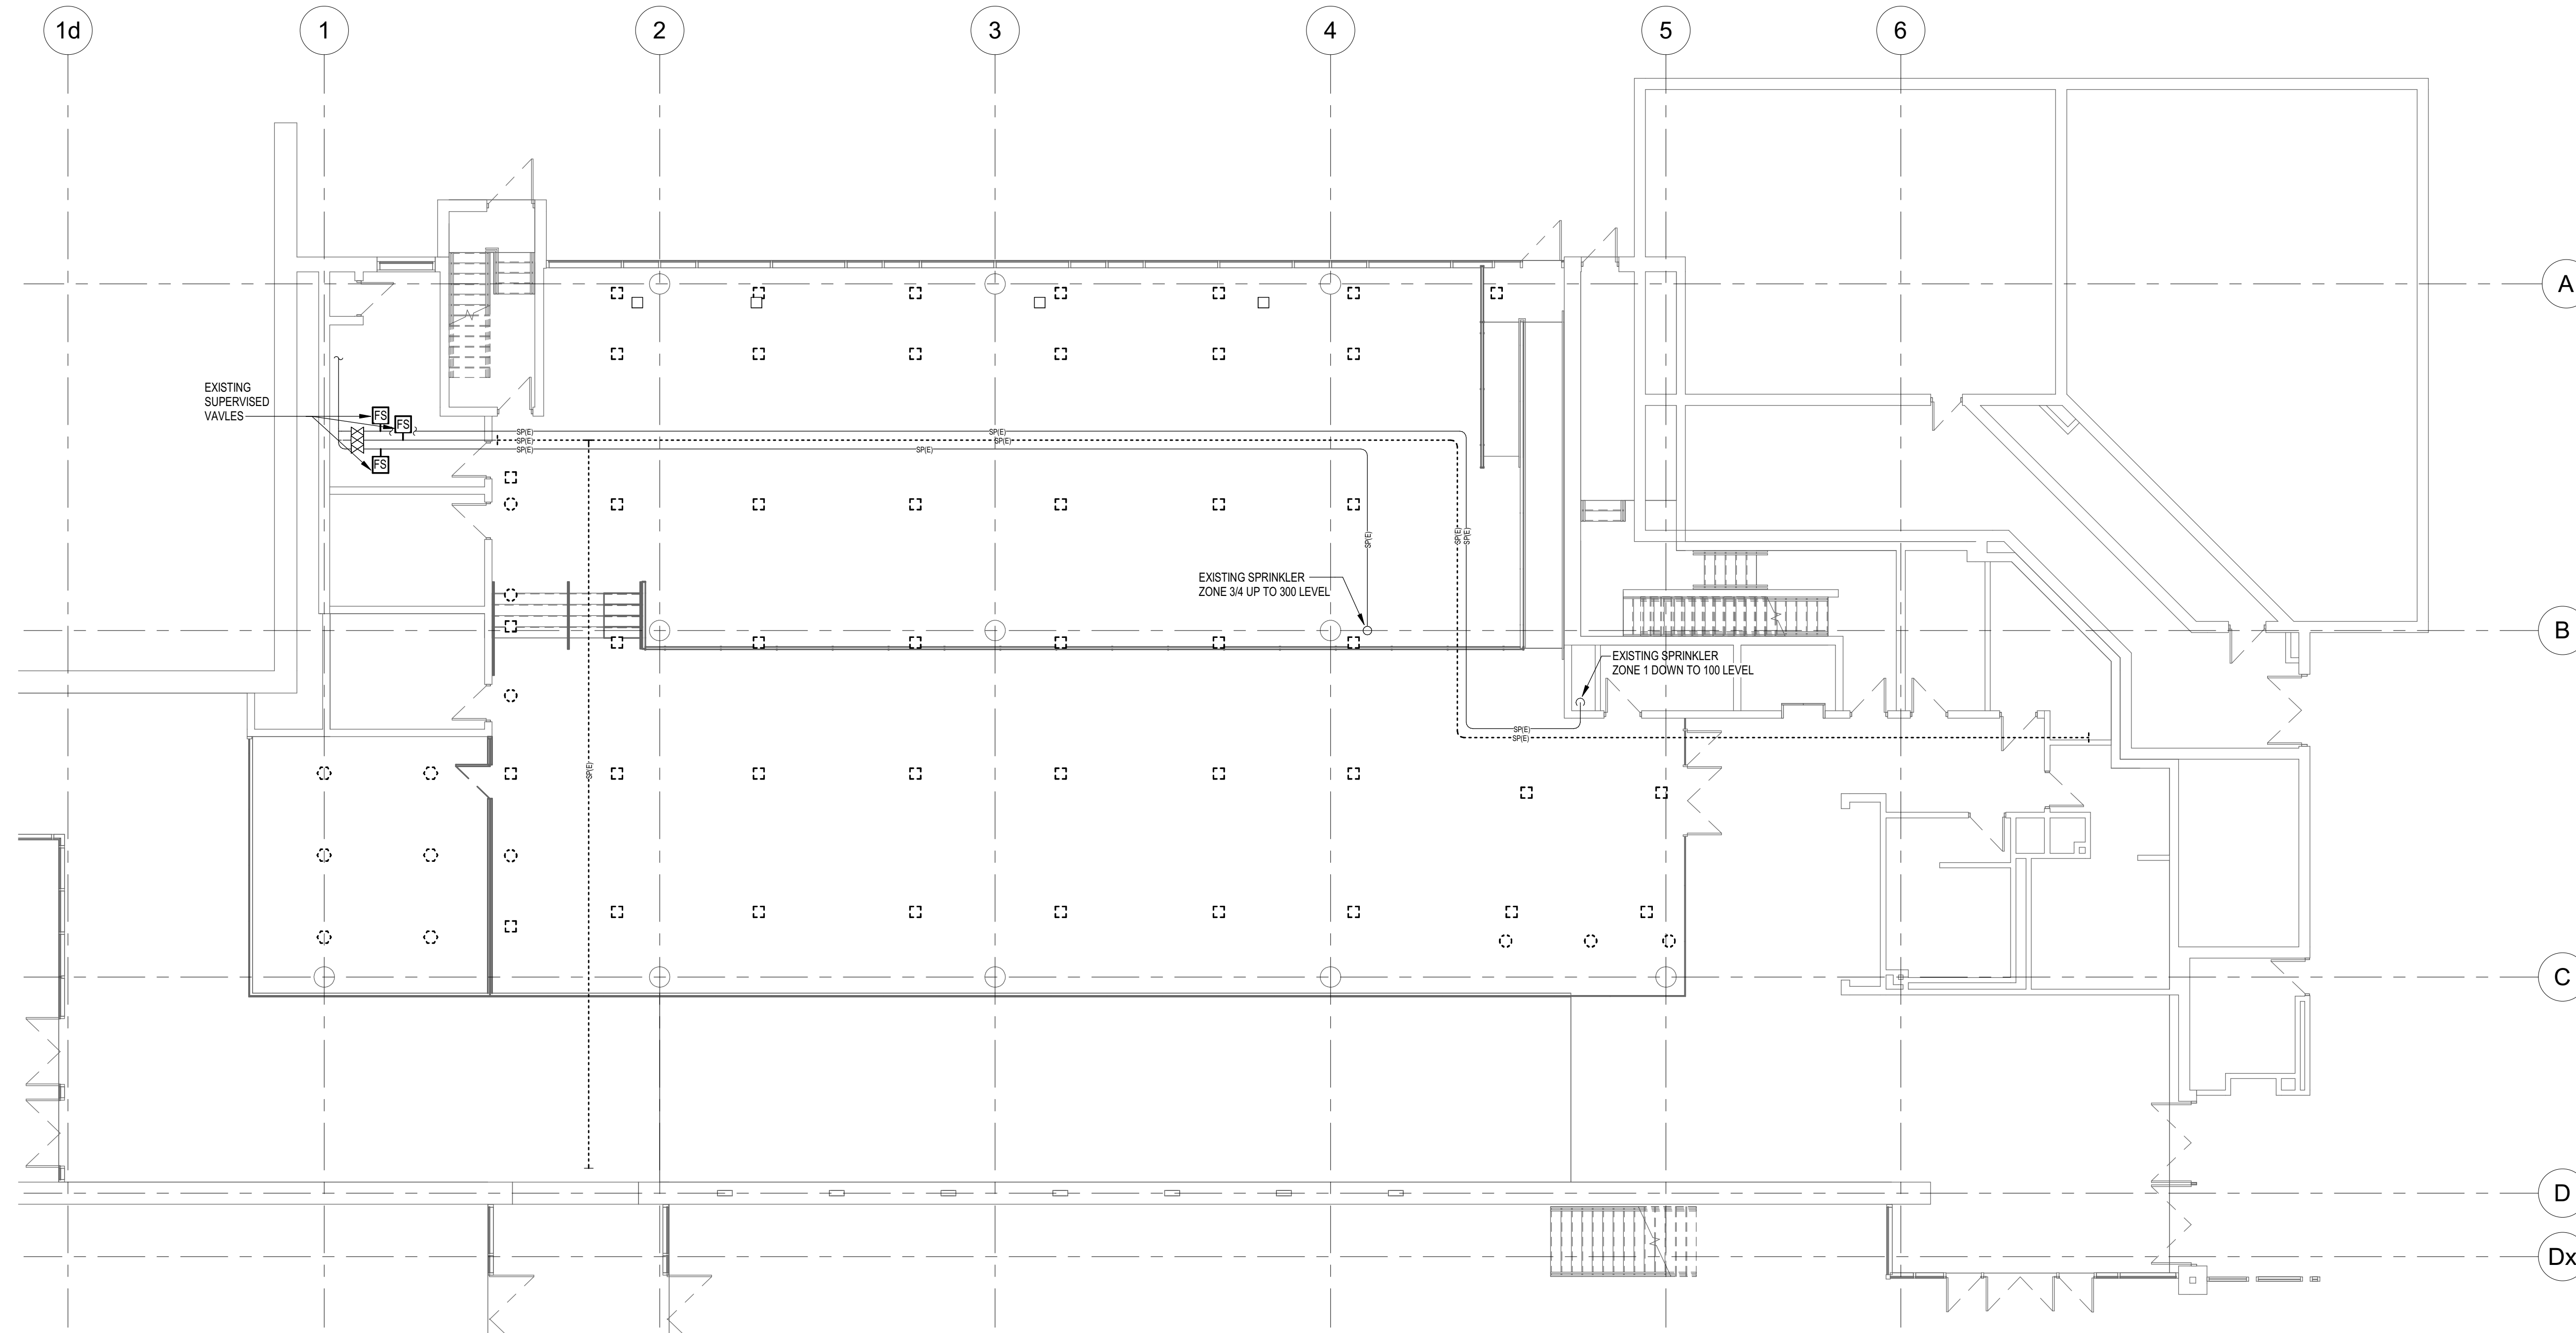 1d
1
2
3
4
5
6
A
EXISTING
SUPERVISED
VAVLES
FS
FS
FS
SP(E)
SP(E)
SP(E)
SP(E)
SP(E)
SP(E)
SP(E)
SP(E)
SP(E)
EXISTING SPRINKLER
ZONE 3/4 UP TO 300 LEVEL
B
EXISTING SPRINKLER
ZONE 1 DOWN TO 100 LEVEL
SP(E)
SP(E)
SP(E)
C
D
Dx